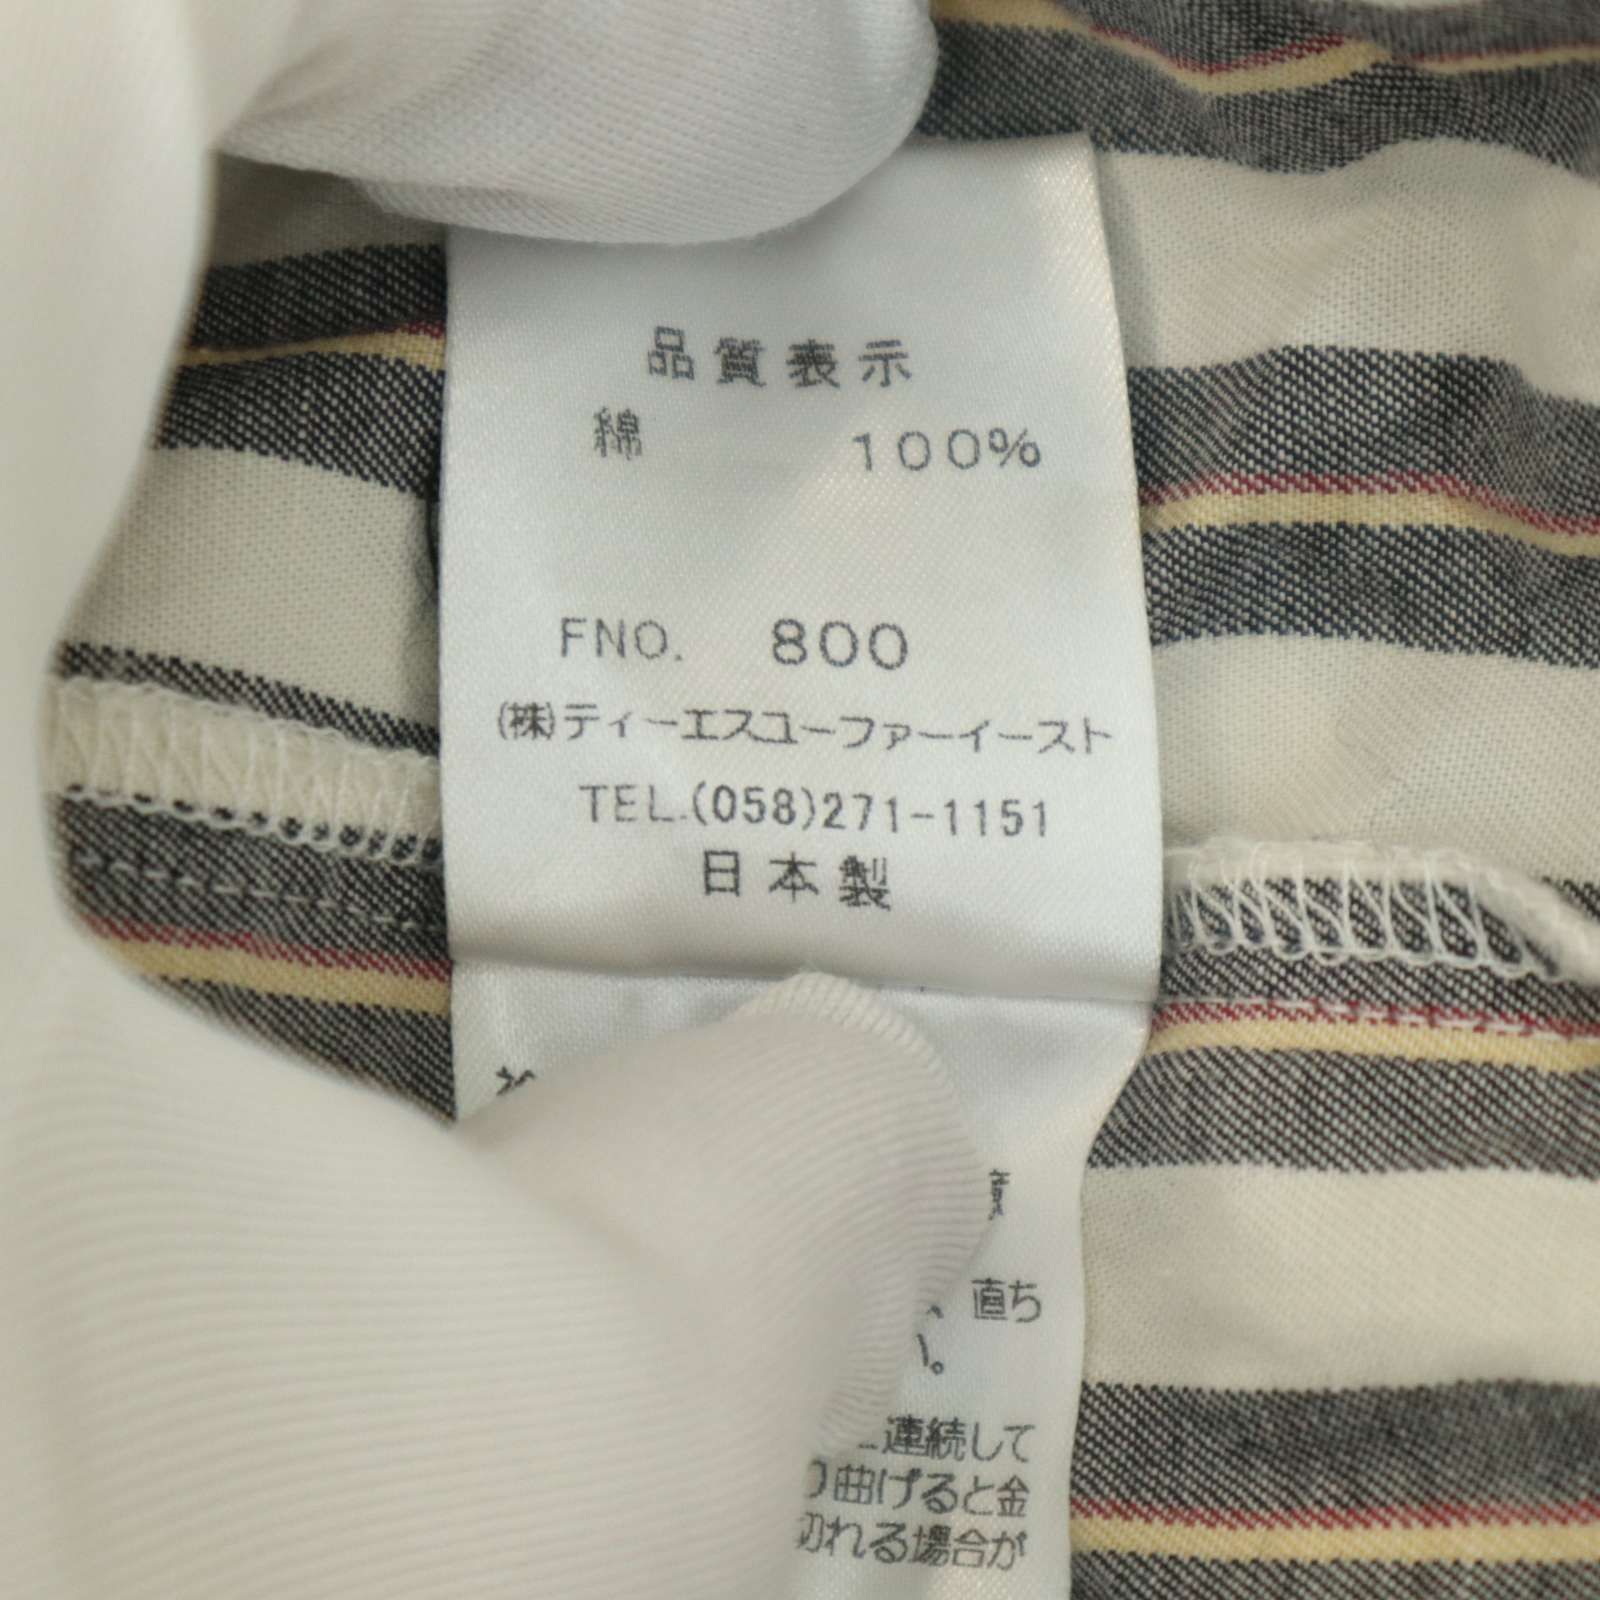 品質表示
綿 100%
FNO. 800
(株)ティーエスユーファーイースト
TEL.(058)271-1151
日本製
直ち
い。
連続して
曲げると金
切れる場合が